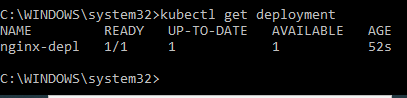 C:\WINDOWS\system32>kubectl get deployment
NAME         READY   UP-TO-DATE   AVAILABLE   AGE
nginx-depl   1/1     1            1           52s
C:\WINDOWS\system32>